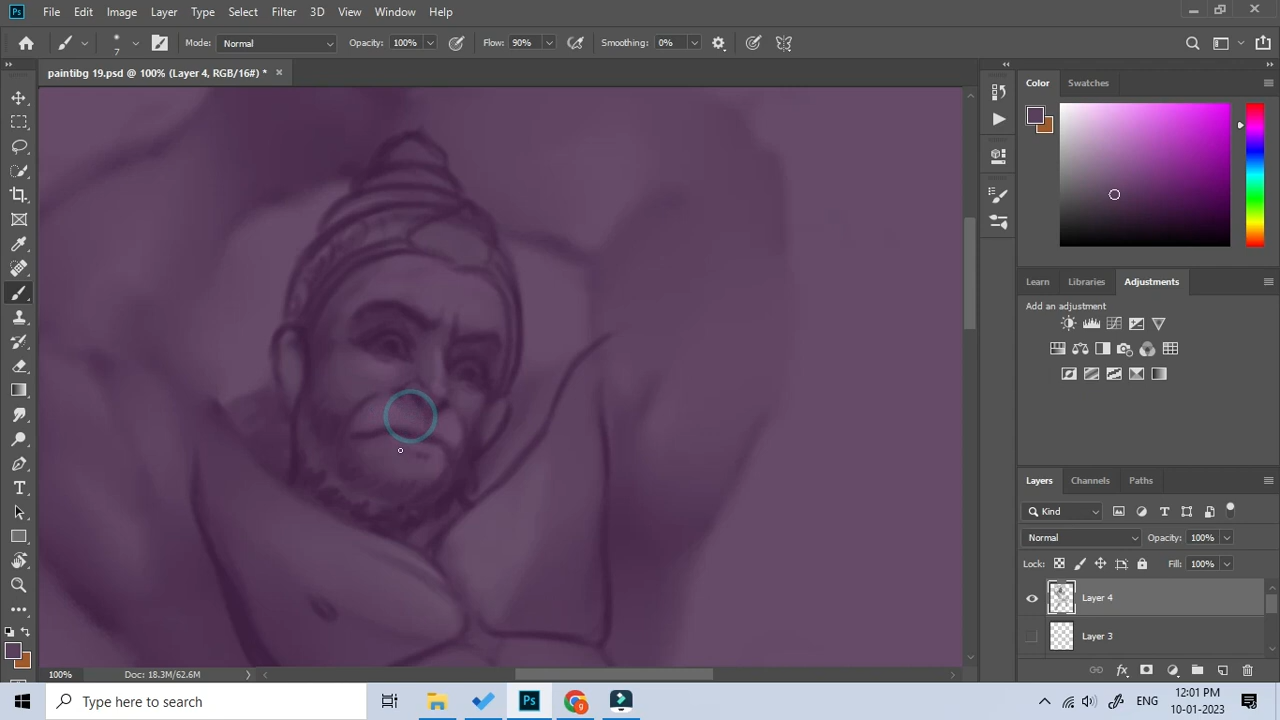 Ps File Edit Image Layer Type Select Filter 3D View Window Help
7 Mode: Normal Opacity: 100% Flow: 90% Smoothing: 0%
paintibg 19.psd @ 100% (Layer 4, RGB/16#) *
Color Swatches
Learn Libraries Adjustments
Add an adjustment
Layers Channels Paths
Kind
Normal Opacity: 100%
Lock: Fill: 100%
Layer 4
Layer 3
100% Doc: 18.3M/62.6M
Type here to search
Ps
ENG
12:01 PM
10-01-2023